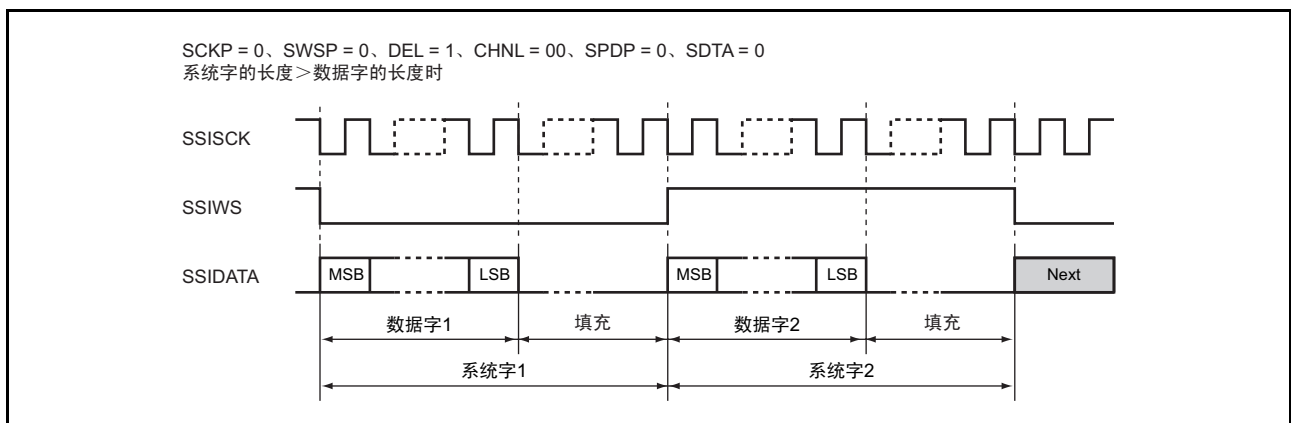 SCKP = 0、SWSP = 0、DEL = 1、CHNL = 00、SPDP = 0、SDTA = 0
系统字的长度＞数据字的长度时
SSISCK
SSIWS
SSIDATA MSB LSB MSB LSB Next
数据字1 填充 数据字2 填充
系统字1 系统字2